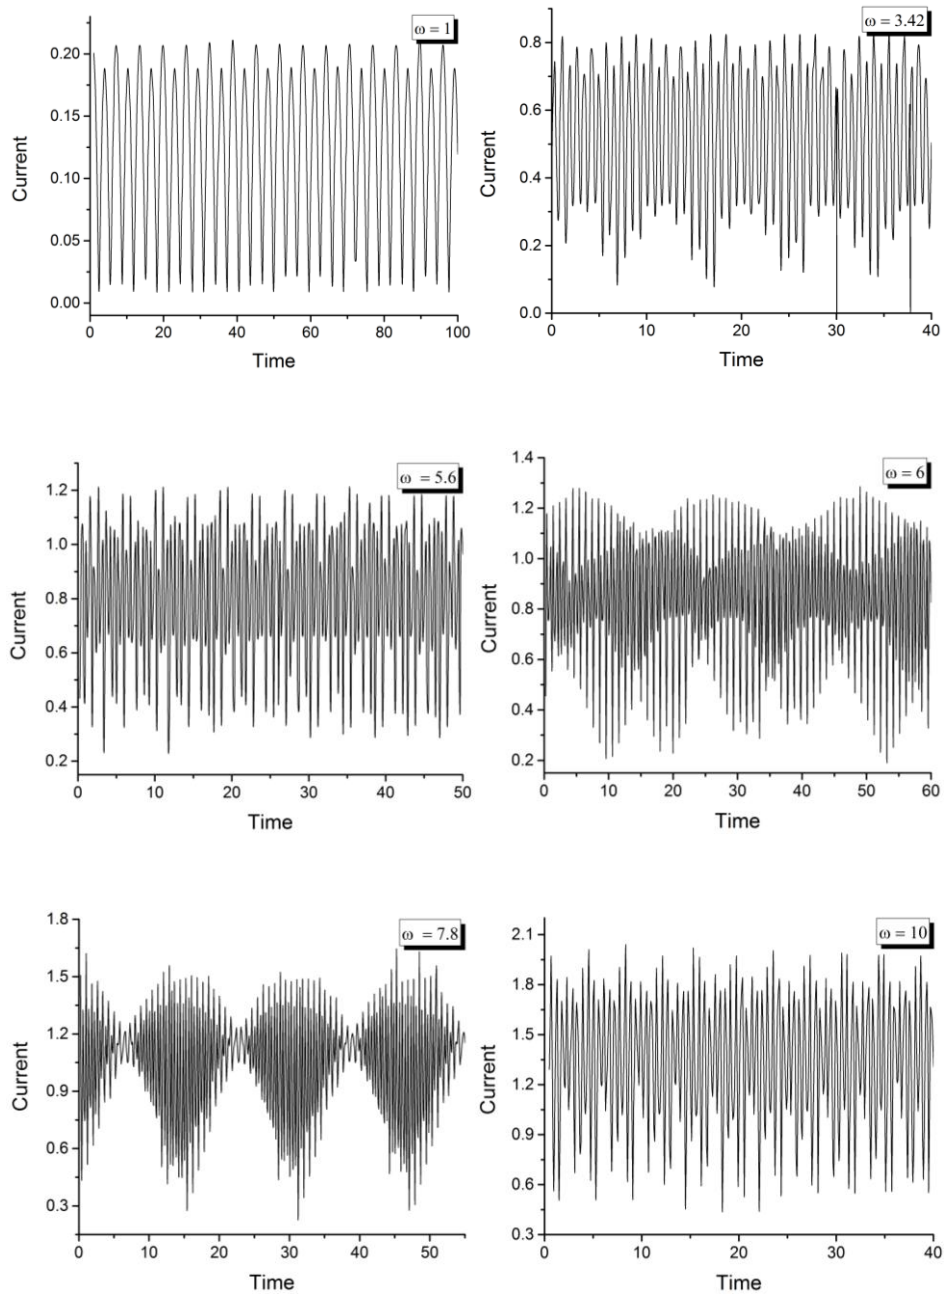 ω = 1
0.20
0.15
0.10
0.05
0.00
Current
0 20 40 60 80 100
Time
ω = 3.42
0.8
0.6
0.4
0.2
0.0
Current
0 10 20 30 40
Time
ω = 5.6
1.2
1.0
0.8
0.6
0.4
0.2
Current
0 10 20 30 40 50
Time
ω = 6
1.4
1.2
1.0
0.8
0.6
0.4
0.2
Current
0 10 20 30 40 50 60
Time
ω = 7.8
1.8
1.5
1.2
0.9
0.6
0.3
Current
0 10 20 30 40 50
Time
ω = 10
2.1
1.8
1.5
1.2
0.9
0.6
0.3
Current
0 10 20 30 40
Time